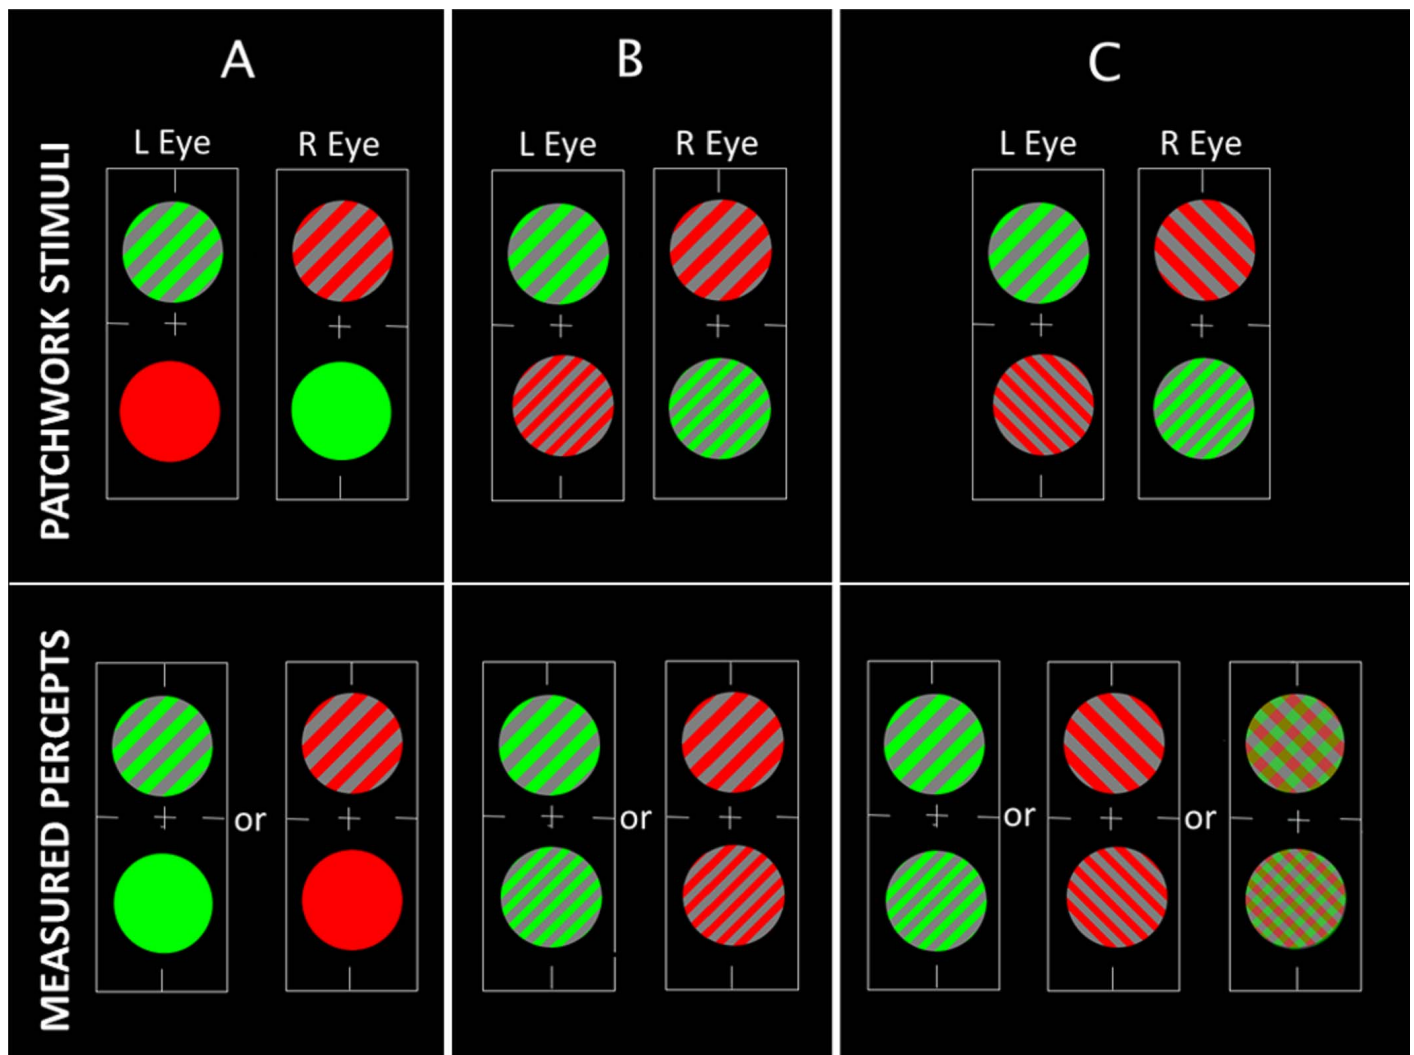 A
B
C
PATCHWORK STIMULI
L Eye
R Eye
L Eye
R Eye
L Eye
R Eye
MEASURED PERCEPTS
or
or
or
or